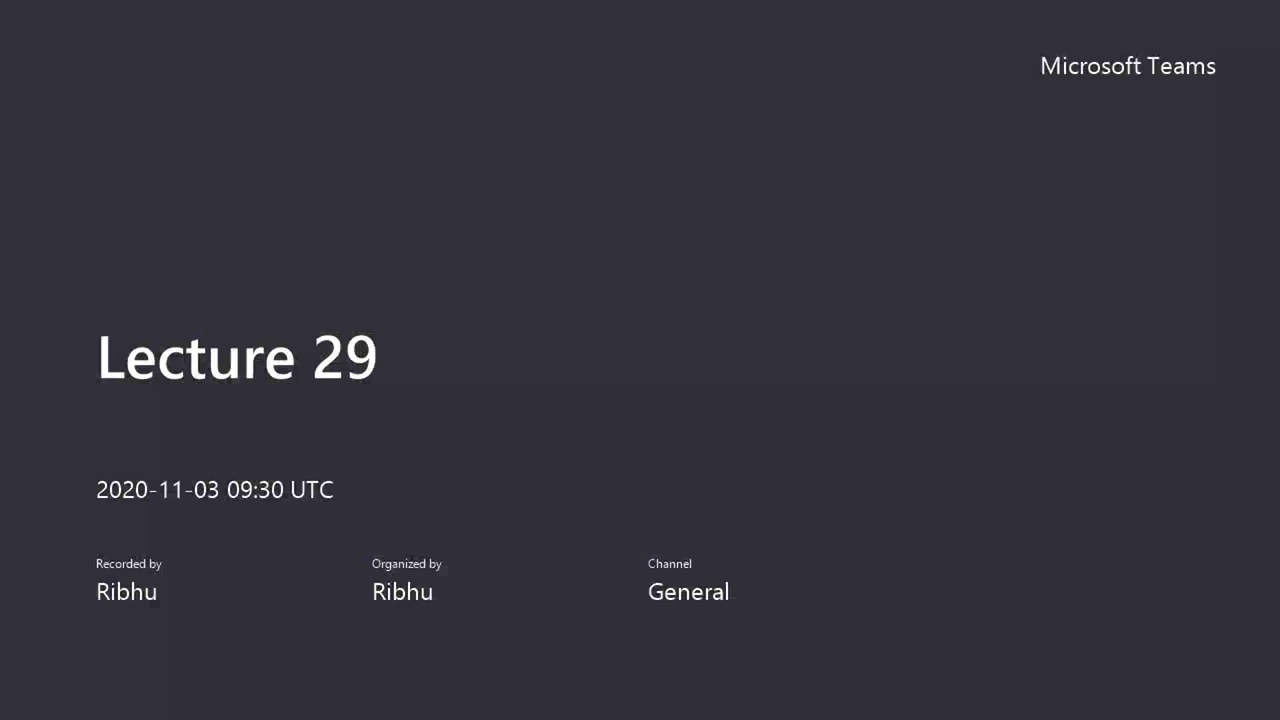 Microsoft Teams
Lecture 29
2020-11-03 09:30 UTC
Recorded by
Ribhu
Organized by
Ribhu
Channel
General